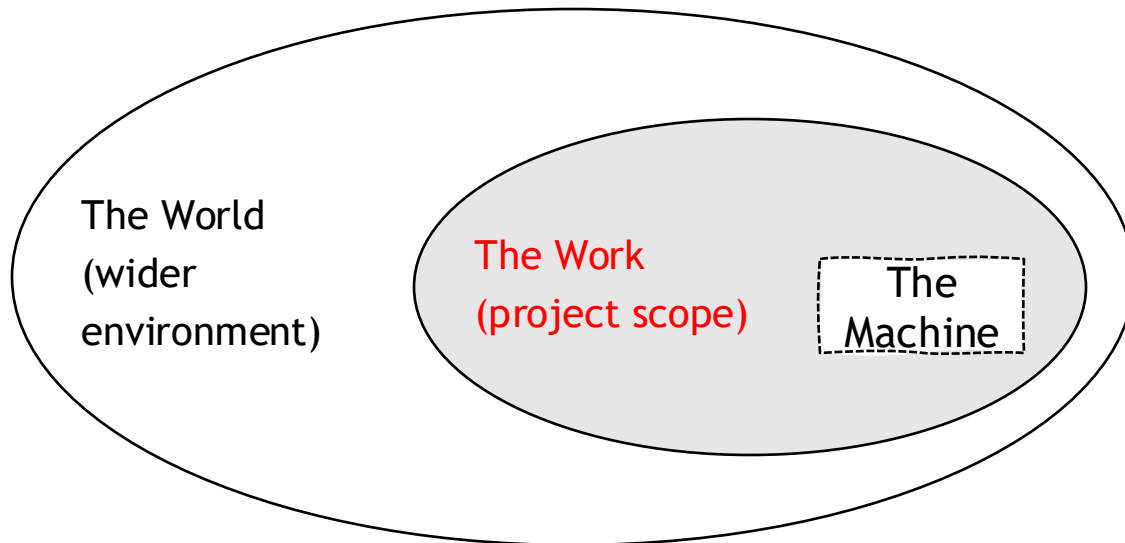 The World
(wider
environment)
The Work
(project scope)
The
Machine